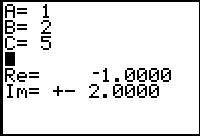 A= 1
B= 2
C= 5
Re= -1.0000
Im= +- 2.0000